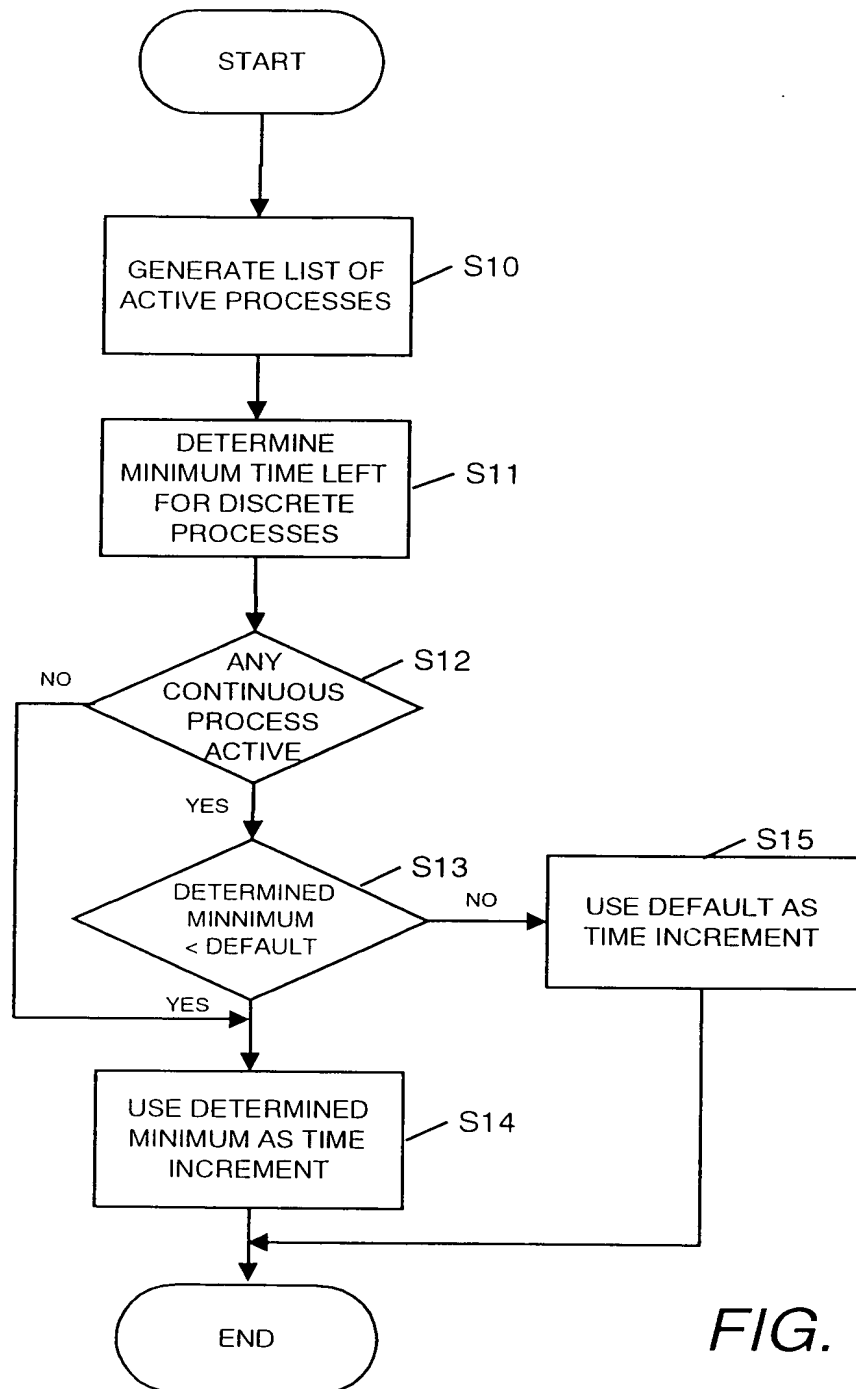 START
GENERATE LIST OF
ACTIVE PROCESSES
S10
DETERMINE
MINIMUM TIME LEFT
FOR DISCRETE
PROCESSES
S11
ANY
CONTINUOUS
PROCESS
ACTIVE
S12
NO
YES
DETERMINED
MINNIMUM
< DEFAULT
S13
NO
YES
USE DEFAULT AS
TIME INCREMENT
S15
USE DETERMINED
MINIMUM AS TIME
INCREMENT
S14
END
FIG.